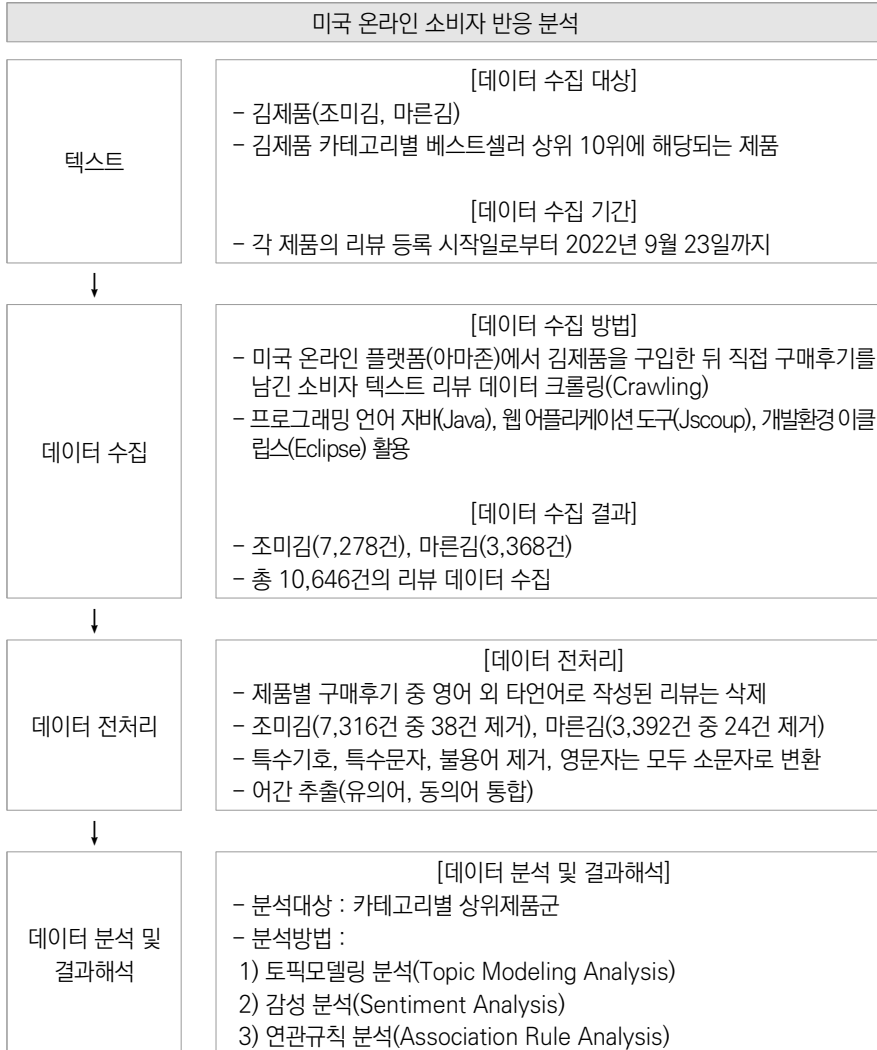 미국 온라인 소비자 반응 분석
텍스트
[데이터 수집 대상]
- 김제품(조미김, 마른김)
- 김제품 카테고리별 베스트셀러 상위 10위에 해당되는 제품
[데이터 수집 기간]
- 각 제품의 리뷰 등록 시작일로부터 2022년 9월 23일까지
↓
데이터 수집
[데이터 수집 방법]
- 미국 온라인 플랫폼(아마존)에서 김제품을 구입한 뒤 직접 구매후기를
남긴 소비자 텍스트 리뷰 데이터 크롤링(Crawling)
- 프로그래밍 언어 자바(Java), 웹 어플리케이션 도구(Jscoup), 개발환경 이클
립스(Eclipse) 활용
[데이터 수집 결과]
- 조미김(7,278건), 마른김(3,368건)
- 총 10,646건의 리뷰 데이터 수집
↓
데이터 전처리
[데이터 전처리]
- 제품별 구매후기 중 영어 외 타언어로 작성된 리뷰는 삭제
- 조미김(7,316건 중 38건 제거), 마른김(3,392건 중 24건 제거)
- 특수기호, 특수문자, 불용어 제거, 영문자는 모두 소문자로 변환
- 어간 추출(유의어, 동의어 통합)
↓
데이터 분석 및
결과해석
[데이터 분석 및 결과해석]
- 분석대상 : 카테고리별 상위제품군
- 분석방법 :
1) 토픽모델링 분석(Topic Modeling Analysis)
2) 감성 분석(Sentiment Analysis)
3) 연관규칙 분석(Association Rule Analysis)